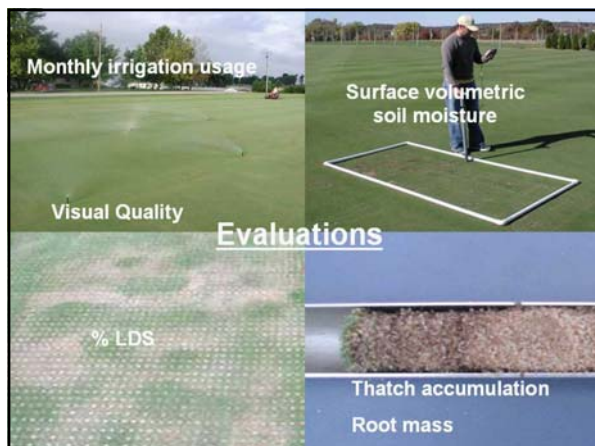 Monthly irrigation usage
Surface volumetric
soil moisture
Visual Quality
Evaluations
% LDS
Thatch accumulation
Root mass